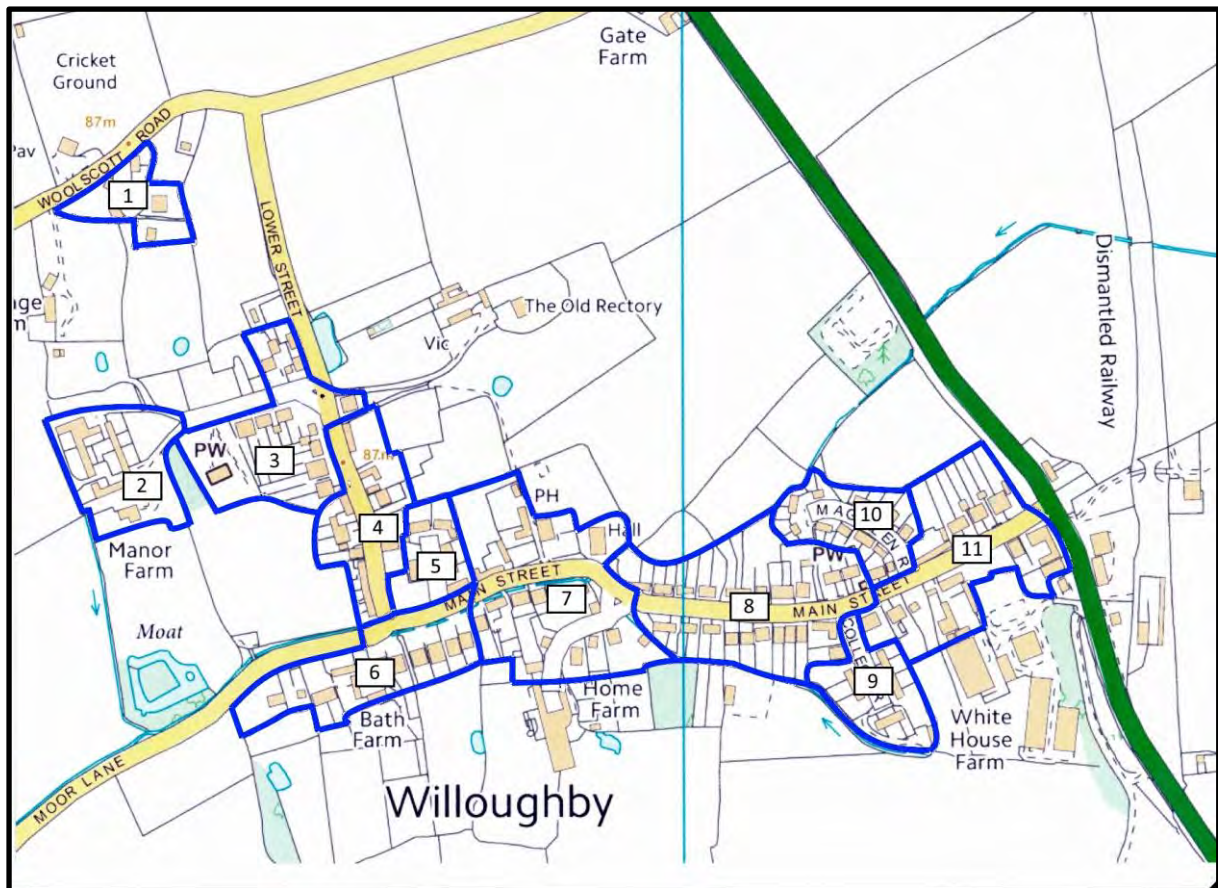 Cricket
Ground
Gate
Farm
87m
Pav
WOOLSCOTT ROAD
1
LOWER STREET
Dismantled Railway
The Old Rectory
Vic
PW
3
2
87m
PH
4
Hall
MAGDALEN R
10
PW
11
5
Manor
Farm
MAIN STREET
7
8
MAIN STREET
Moat
6
COLLEGE R
9
Home
Farm
Bath
Farm
White
House
Farm
MOOR LANE
Willoughby